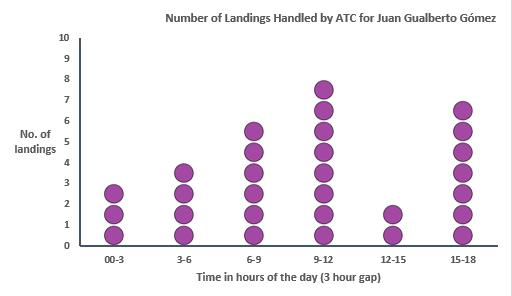 Number of Landings Handled by ATC for Juan Gualberto Gómez
10
9
8
7
6
5
4
3
2
1
0
No. of
landings
00-3 3-6 6-9 9-12 12-15 15-18
Time in hours of the day (3 hour gap)